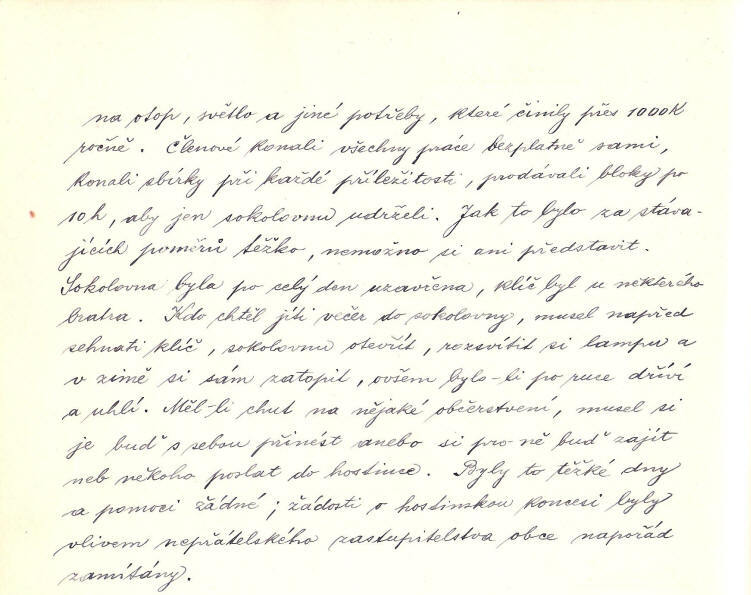 na otop, světlo a jiné potřeby, které činily přes 1000K
ročně. Členové konali všechny práce bezplatně sami,
konali sbírky při každé příležitosti, prodávali bloky po
10 h, aby jen sokolovnu udrželi. Jak to bylo za stáva-
jících poměrů těžko, nemožno si ani představit.
Sokolovna byla po celý den uzavřena, klíč byl u některého
bratra. Kdo chtěl jíti večer do sokolovny, musel napřed
sehnati klíč, sokolovnu otevřít, rozsvítit si lampu a
v zimě si sám zatopit, ovšem bylo-li po ruce dříví
a uhlí. Měl-li chut na nějaké občerstvení, musel si
je buď s sebou přinést anebo si pro ně buď zajít
neb někoho poslat do hostince. Byly to těžké dny
a pomoci žádné; žádosti o hostinskou koncesi byly
vlivem nepřátelského zastupitelstva obce napořád
zamítány.